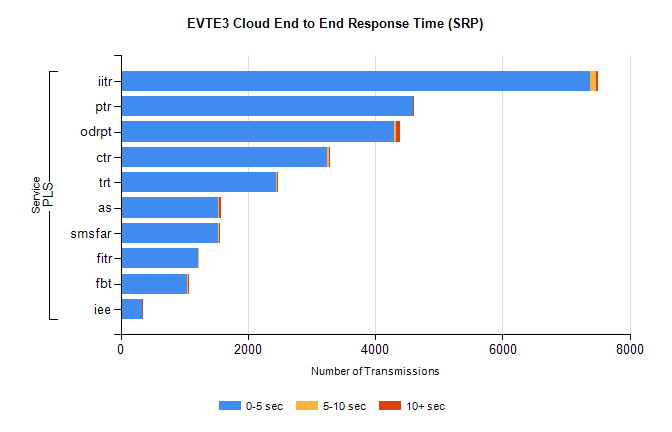 EVTE3 Cloud End to End Response Time (SRP)
Service
PLS
iitr
ptr
odrpt
ctr
trt
as
smsfar
fitr
fbt
iee
0 2000 4000 6000 8000
Number of Transmissions
0-5 sec 5-10 sec 10+ sec